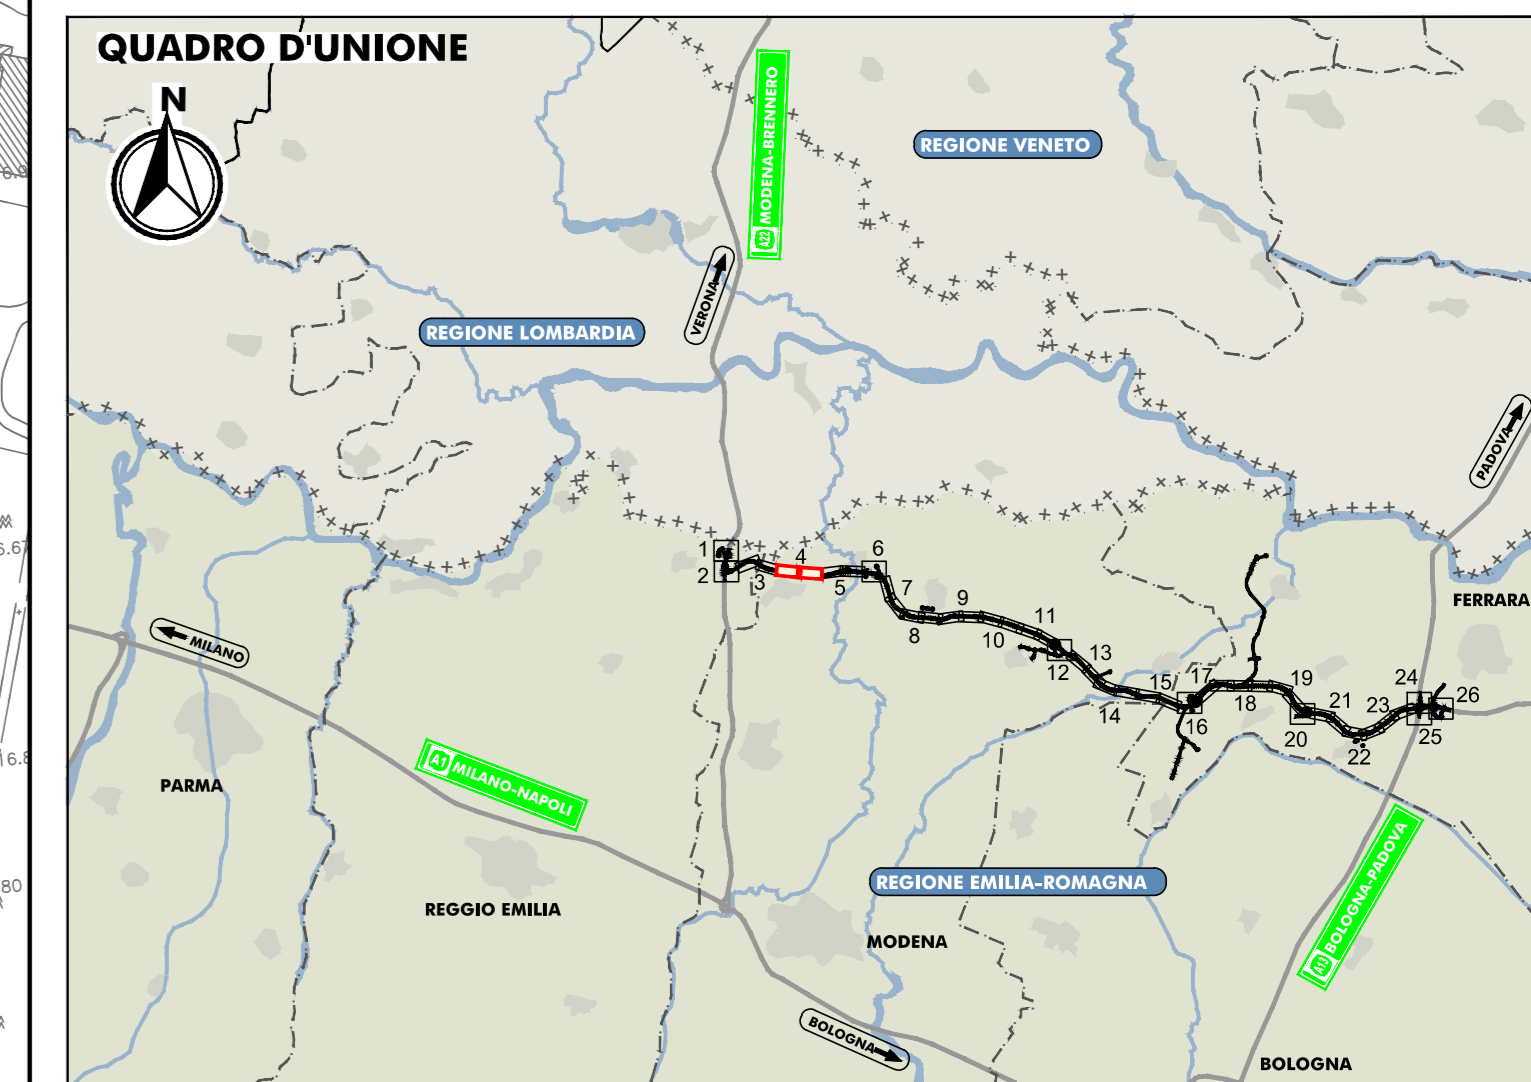 QUADRO D'UNIONE
N
A22 MODENA-BRENNERO
REGIONE VENETO
VERONA
REGIONE LOMBARDIA
PADOVA
1
2
3
4
5
6
7
8
9
10
11
12
13
14
15
16
17
18
19
20
21
22
23
24
25
26
FERRARA
MILANO
PARMA
A1 MILANO-NAPOLI
REGGIO EMILIA
REGIONE EMILIA-ROMAGNA
MODENA
A13 BOLOGNA-PADOVA
BOLOGNA
BOLOGNA
80